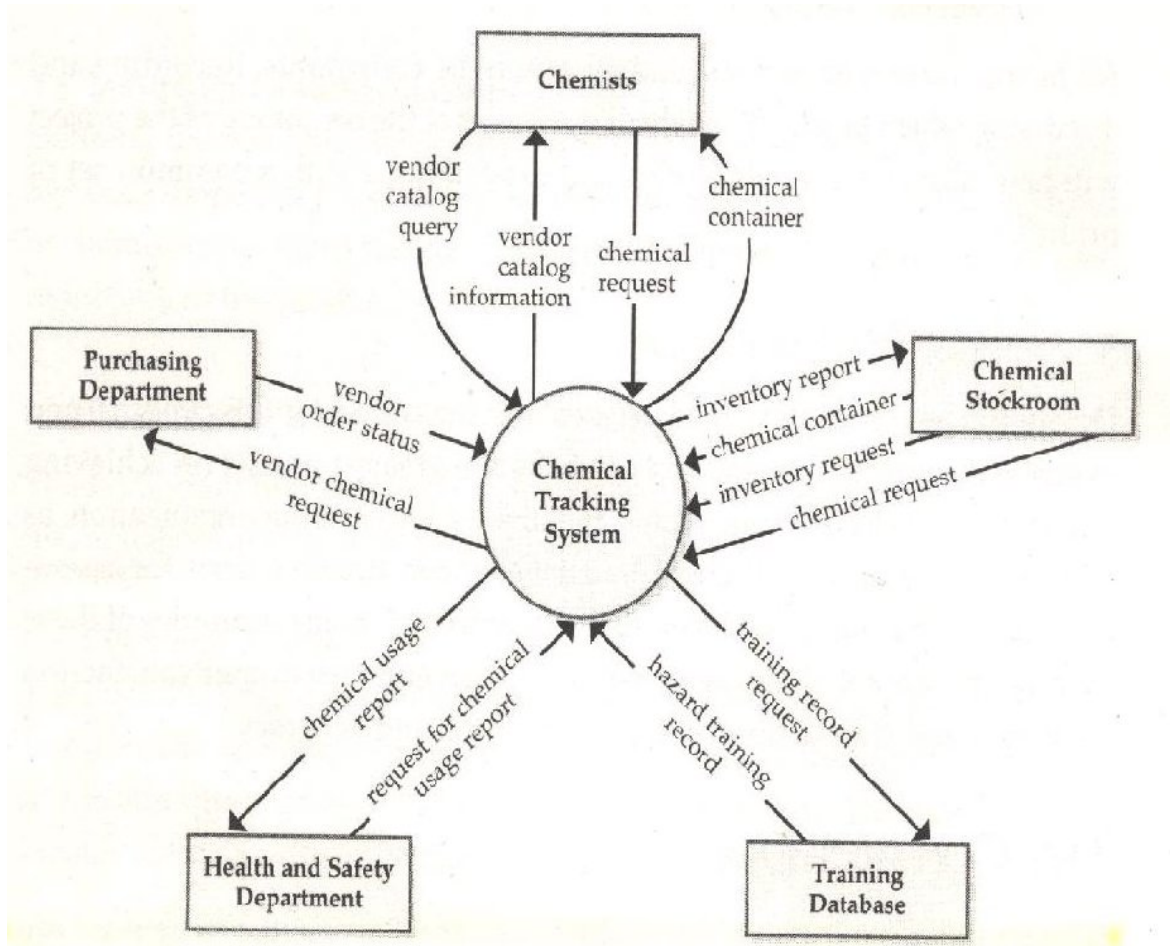 Chemists
vendor
catalog
query
vendor
catalog
information
chemical
request
chemical
container
Purchasing
Department
vendor
order status
vendor chemical
request
Chemical
Tracking
System
inventory report
chemical container
inventory request
chemical request
Chemical
Stockroom
chemical usage
report
request for chemical
usage report
hazard training
record
training record
request
Health and Safety
Department
Training
Database